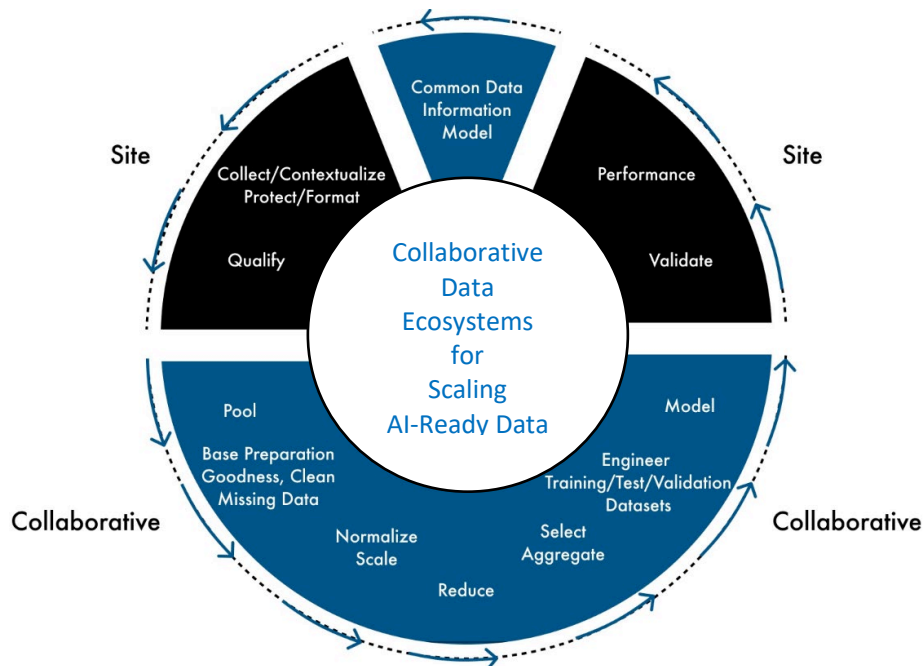 Common Data
Information
Model
Site
Collect/Contextualize
Protect/Format
Qualify
Site
Performance
Validate
Collaborative
Data
Ecosystems
for
Scaling
AI-Ready Data
Pool
Base Preparation
Goodness, Clean
Missing Data
Normalize
Scale
Reduce
Select
Aggregate
Engineer
Training/Test/Validation
Datasets
Model
Collaborative
Collaborative